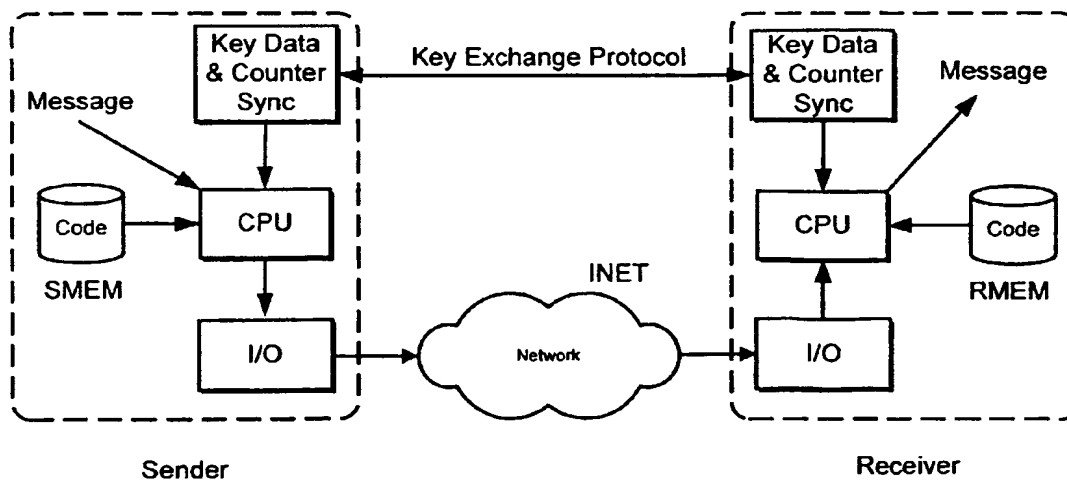 Key Data
& Counter
Sync
Key Exchange Protocol
Key Data
& Counter
Sync
Message
Message
Code
CPU
CPU
Code
SMEM
INET
RMEM
I/O
Network
I/O
Sender
Receiver